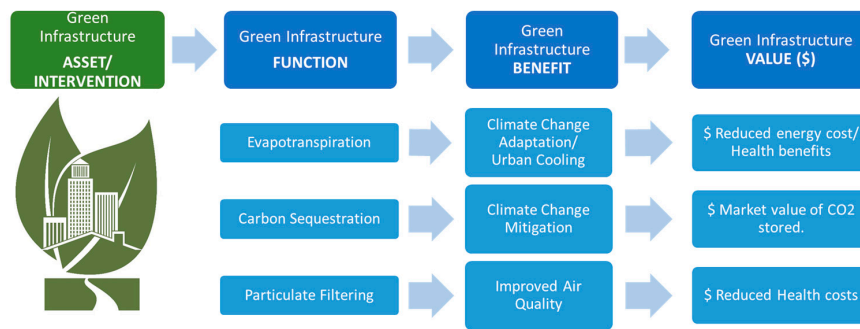 Green
Infrastructure
ASSET/
INTERVENTION
Green Infrastructure
FUNCTION
Green
Infrastructure
BENEFIT
Green Infrastructure
VALUE ($)
Evapotranspiration
Climate Change
Adaptation/
Urban Cooling
$ Reduced energy cost/
Health benefits
Carbon Sequestration
Climate Change
Mitigation
$ Market value of CO2
stored.
Particulate Filtering
Improved Air
Quality
$ Reduced Health costs